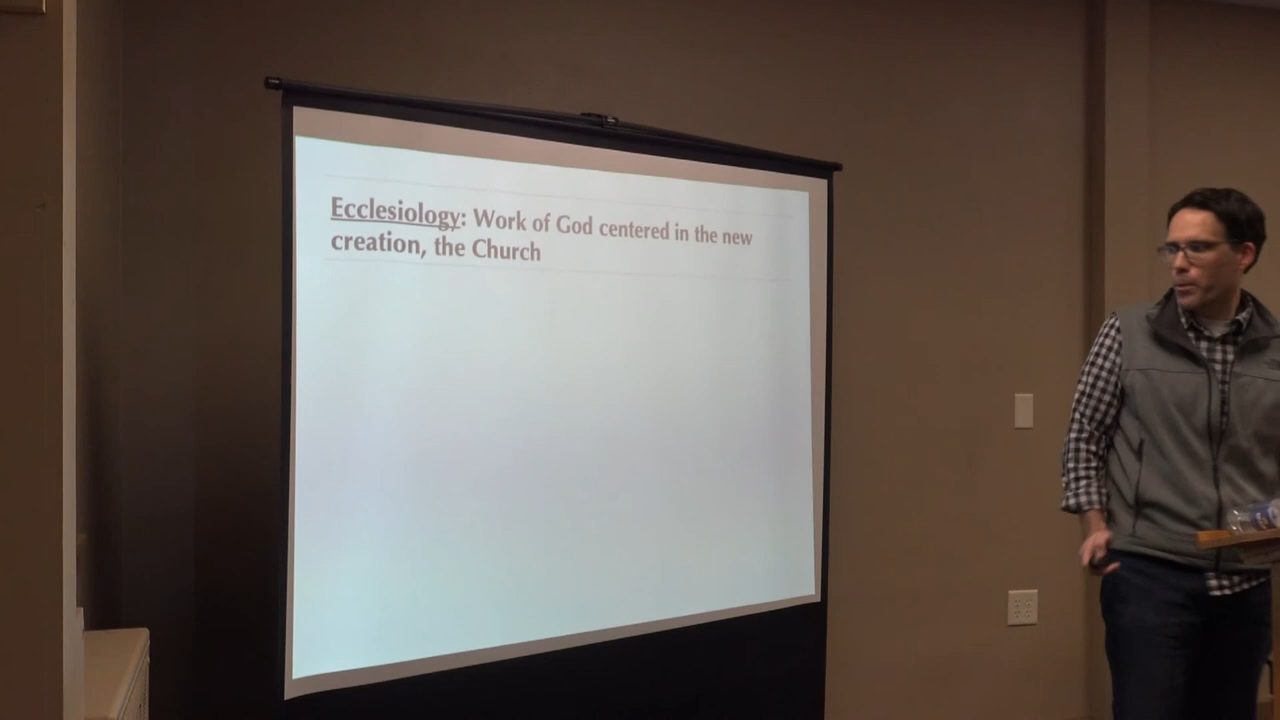 Ecclesiology: Work of God centered in the new
creation, the Church